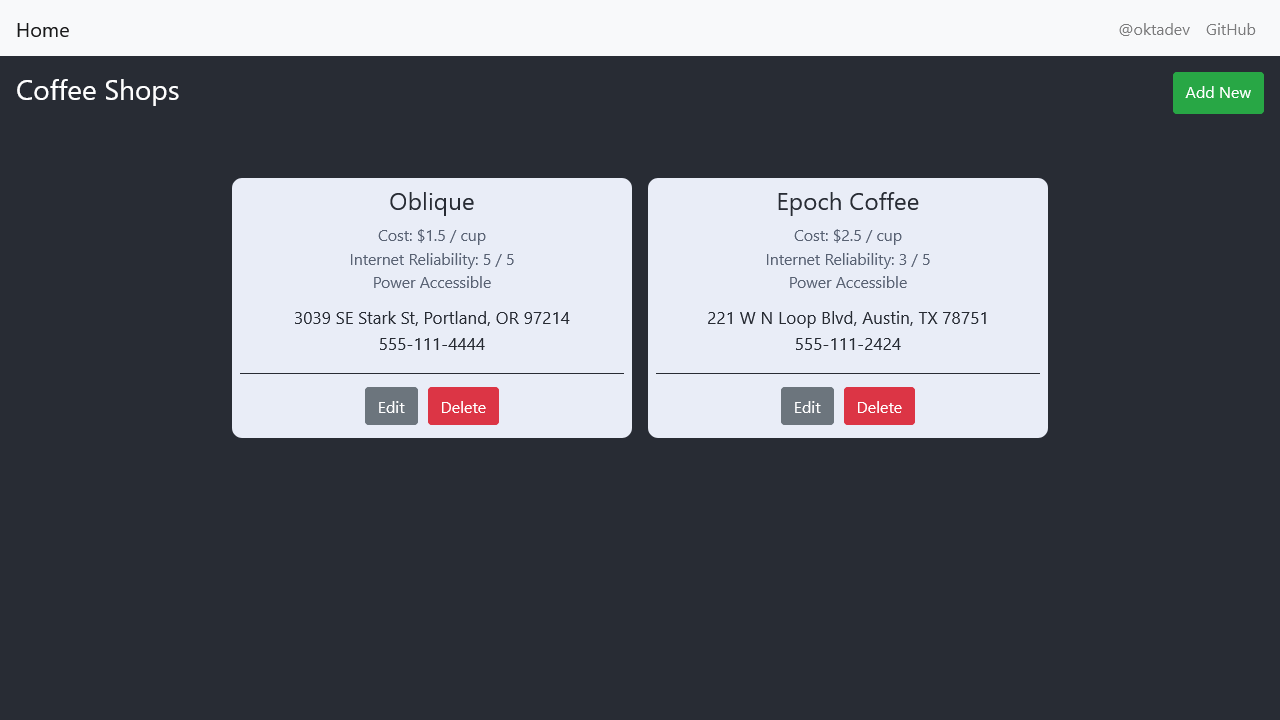 Home
@oktadev GitHub
Coffee Shops
Add New
Oblique
Cost: $1.5 / cup
Internet Reliability: 5 / 5
Power Accessible
3039 SE Stark St, Portland, OR 97214
555-111-4444
Edit Delete
Epoch Coffee
Cost: $2.5 / cup
Internet Reliability: 3 / 5
Power Accessible
221 W N Loop Blvd, Austin, TX 78751
555-111-2424
Edit Delete